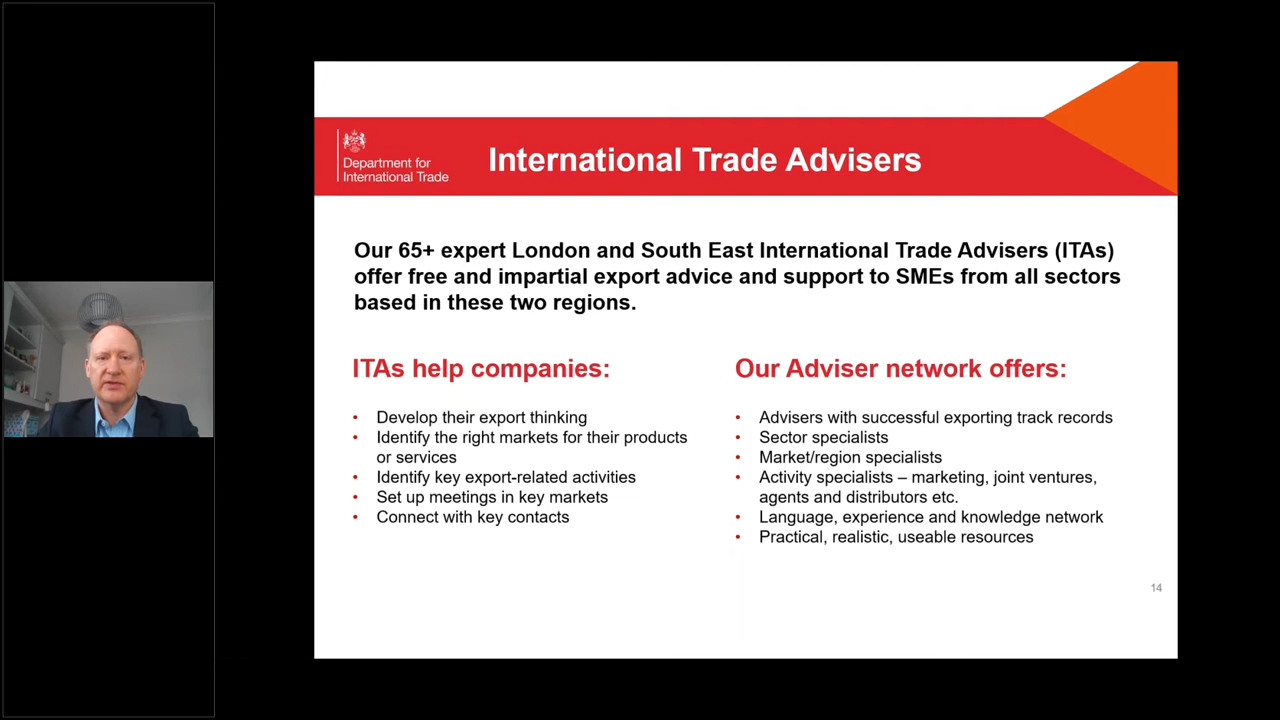 Department for
International Trade
International Trade Advisers
Our 65+ expert London and South East International Trade Advisers (ITAs)
offer free and impartial export advice and support to SMEs from all sectors
based in these two regions.
ITAs help companies:
• Develop their export thinking
• Identify the right markets for their products
or services
• Identify key export-related activities
• Set up meetings in key markets
• Connect with key contacts
Our Adviser network offers:
• Advisers with successful exporting track records
• Sector specialists
• Market/region specialists
• Activity specialists – marketing, joint ventures,
agents and distributors etc.
• Language, experience and knowledge network
• Practical, realistic, useable resources
14